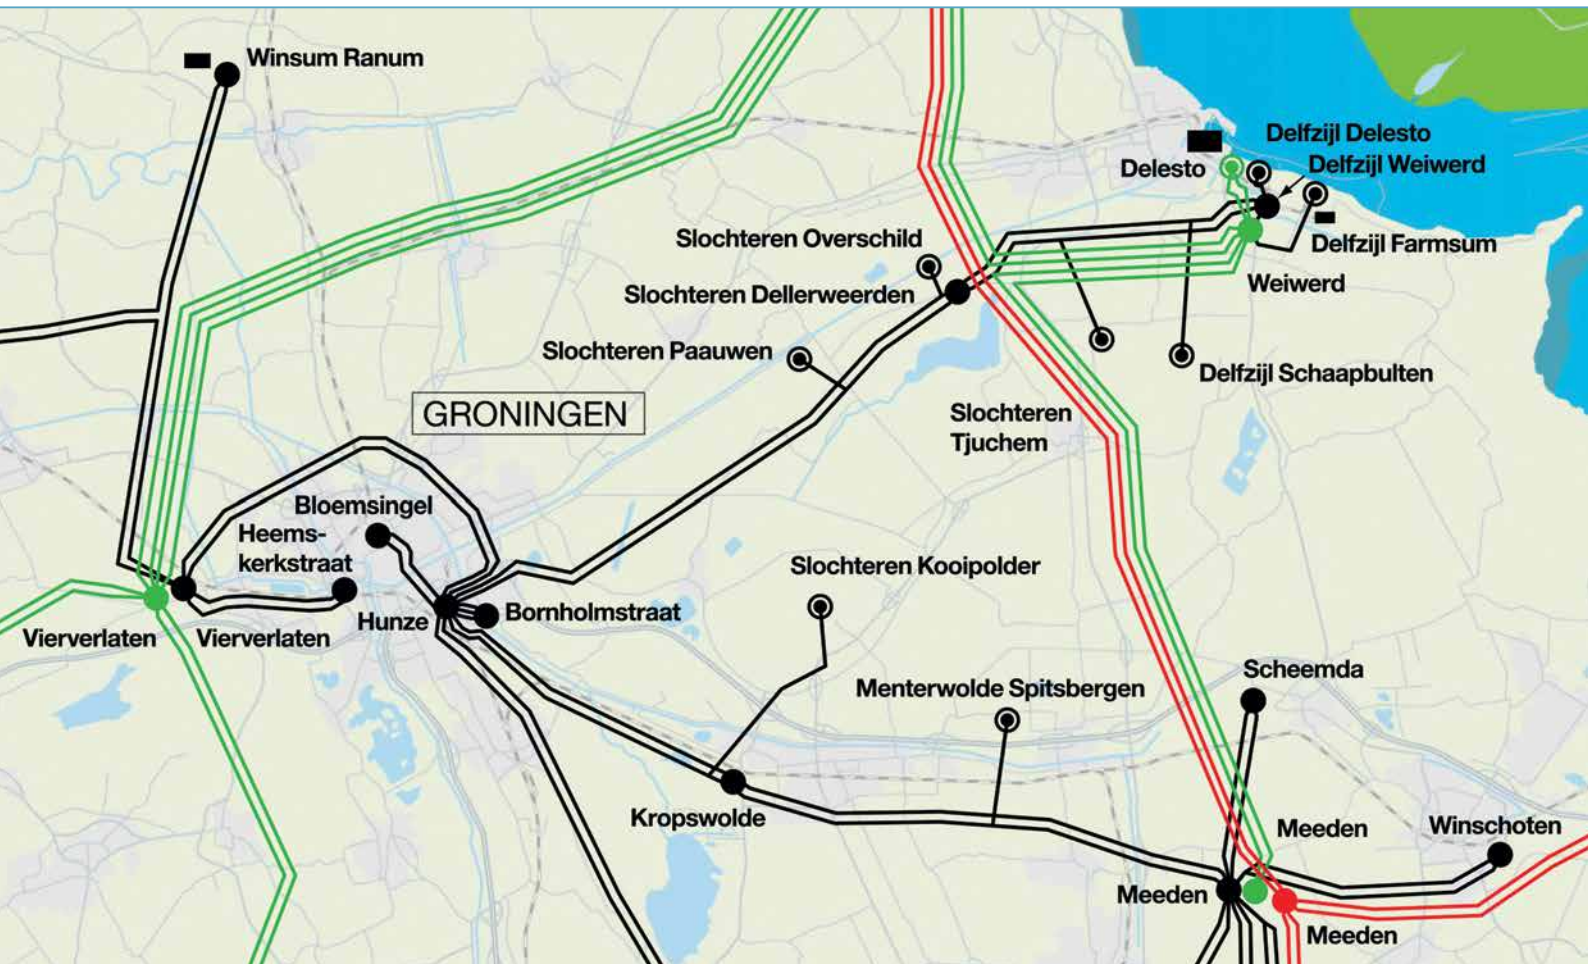 Winsum Ranum
Delfzijl Delesto
Delesto
Delfzijl Weiwerd
Slochteren Overschild
Delfzijl Farmsum
Weiwerd
Slochteren Dellerweerden
Slochteren Paauwen
Delfzijl Schaapbulten
GRONINGEN
Slochteren
Tjuchem
Bloemsingel
Heems-
kerkstraat
Slochteren Kooipolder
Hunze
Bornholmstraat
Vierverlaten
Vierverlaten
Scheemda
Menterwolde Spitsbergen
Kropswolde
Meeden
Winschoten
Meeden
Meeden